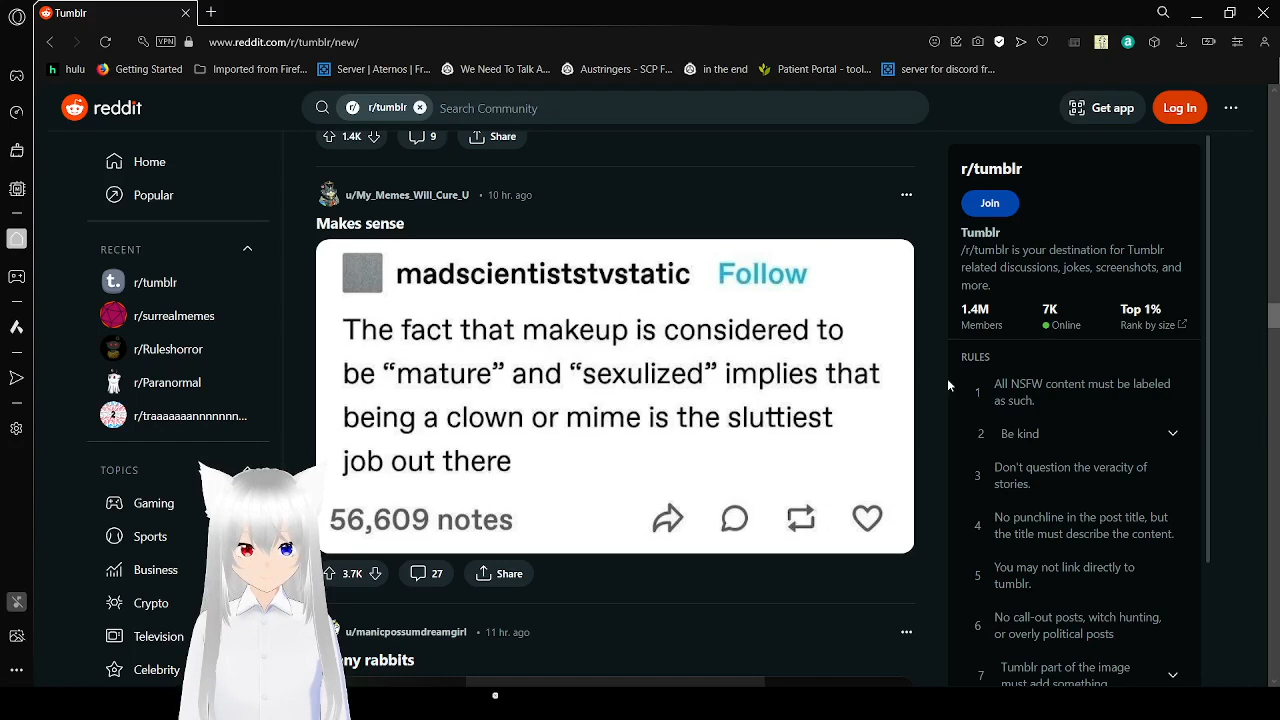 Tumblr
VPN
www.reddit.com/r/tumblr/new/
hulu
Getting Started
Imported from Firef...
Server | Aternos | Fr...
We Need To Talk A...
Austringers - SCP F...
in the end
Patient Portal - tool...
server for discord fr...
reddit
r/tumblr
Search Community
Get app
Log In
1.4K
9
Share
Home
Popular
RECENT
r/tumblr
r/surrealmemes
r/Ruleshorror
r/Paranormal
r/traaaaaaannnnnnn...
TOPICS
Gaming
Sports
Business
Crypto
Television
Celebrity
u/My_Memes_Will_Cure_U • 10 hr. ago
Makes sense
madscientiststvstatic Follow
The fact that makeup is considered to
be “mature” and “sexulized” implies that
being a clown or mime is the sluttiest
job out there
56,609 notes
3.7K
27
Share
u/manicpossumdreamgirl • 11 hr. ago
rabbits
r/tumblr
Join
Tumblr
/r/tumblr is your destination for Tumblr
related discussions, jokes, screenshots, and
more.
1.4M 7K Top 1%
Members Online Rank by size
RULES
1 All NSFW content must be labeled
as such.
2 Be kind
3 Don't question the veracity of
stories.
4 No punchline in the post title, but
the title must describe the content.
5 You may not link directly to
tumblr.
6 No call-out posts, witch hunting,
or overly political posts
7 Tumblr part of the image
must add something